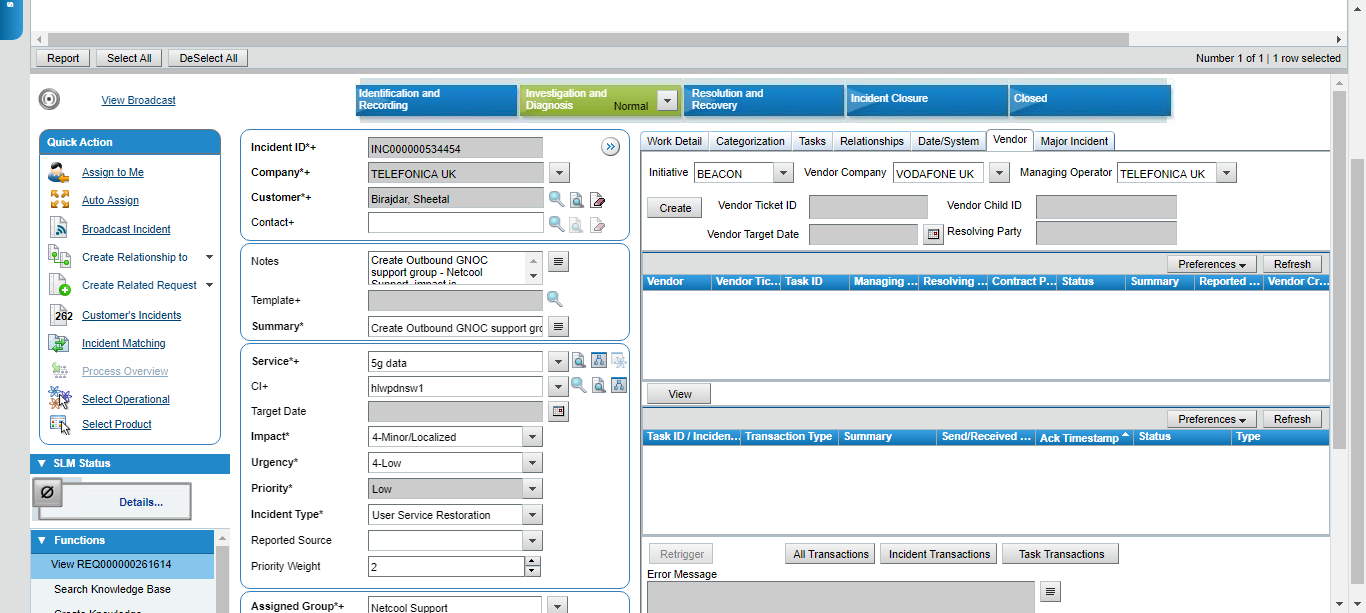 Report Select All DeSelect All Number 1 of 1 | 1 row selected
View Broadcast
Identification and Recording
Investigation and Diagnosis Normal
Resolution and Recovery
Incident Closure
Closed
Quick Action
Assign to Me
Auto Assign
Broadcast Incident
Create Relationship to
Create Related Request
262 Customer's Incidents
Incident Matching
Process Overview
Select Operational
Select Product
SLM Status
Details...
Functions
View REQ000000261614
Search Knowledge Base
Create Knowledge
Incident ID*+ INC000000534454
Company*+ TELEFONICA UK
Customer*+ Birajdar, Sheetal
Contact+
Notes Create Outbound GNOC
support group - Netcool
Support, impact is
Template+
Summary* Create Outbound GNOC support gro
Service*+ 5g data
CI+ hlwpdnsw1
Target Date
Impact* 4-Minor/Localized
Urgency* 4-Low
Priority* Low
Incident Type* User Service Restoration
Reported Source
Priority Weight 2
Assigned Group*+ Netcool Support
Work Detail Categorization Tasks Relationships Date/System Vendor Major Incident
Initiative BEACON Vendor Company VODAFONE UK Managing Operator TELEFONICA UK
Create Vendor Ticket ID Vendor Child ID
Vendor Target Date Resolving Party
Preferences Refresh
Vendor Vendor Tic... Task ID Managing ... Resolving ... Contract P... Status Summary Reported ... Vendor Cr...
View
Preferences Refresh
Task ID / Inciden... Transaction Type Summary Send/Received ... Ack Timestamp Status Type
Retrigger All Transactions Incident Transactions Task Transactions
Error Message